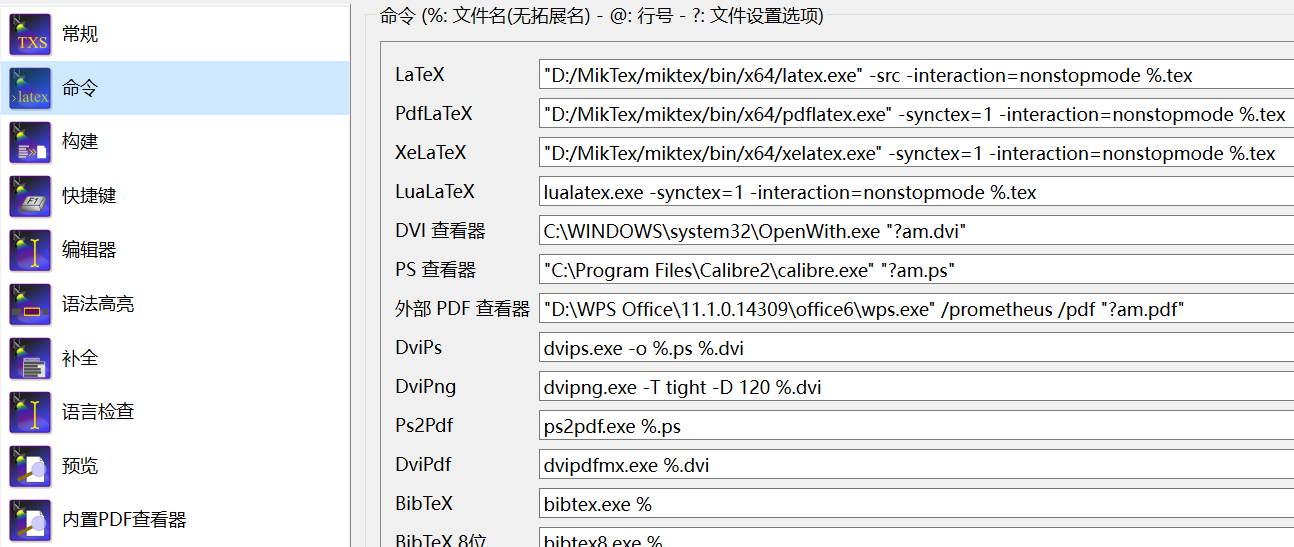 命令 (%: 文件名(无拓展名) - @: 行号 - ?: 文件设置选项)
TXS 常规
>latex 命令
构建
F1 快捷键
编辑器
语法高亮
补全
语言检查
预览
内置PDF查看器
LaTeX "D:/MikTex/miktex/bin/x64/latex.exe" -src -interaction=nonstopmode %.tex
PdfLaTeX "D:/MikTex/miktex/bin/x64/pdflatex.exe" -synctex=1 -interaction=nonstopmode %.tex
XeLaTeX "D:/MikTex/miktex/bin/x64/xelatex.exe" -synctex=1 -interaction=nonstopmode %.tex
LuaLaTeX lualatex.exe -synctex=1 -interaction=nonstopmode %.tex
DVI 查看器 C:\WINDOWS\system32\OpenWith.exe "?am.dvi"
PS 查看器 "C:\Program Files\Calibre2\calibre.exe" "?am.ps"
外部 PDF 查看器 "D:\WPS Office\11.1.0.14309\office6\wps.exe" /prometheus /pdf "?am.pdf"
DviPs dvips.exe -o %.ps %.dvi
DviPng dvipng.exe -T tight -D 120 %.dvi
Ps2Pdf ps2pdf.exe %.ps
DviPdf dvipdfmx.exe %.dvi
BibTeX bibtex.exe %
BibTeX 8位 bibtex8.exe %